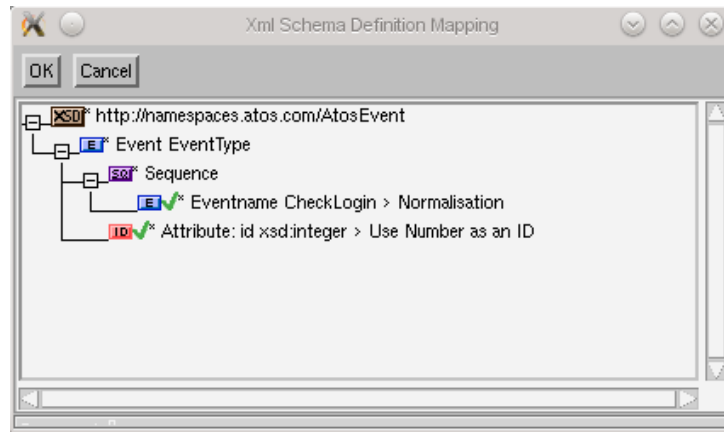 Xml Schema Definition Mapping
OK Cancel
XSD* http://namespaces.atos.com/AtosEvent
E* Event EventType
SQ* Sequence
E* Eventname CheckLogin > Normalisation
ID* Attribute: id xsd:integer > Use Number as an ID